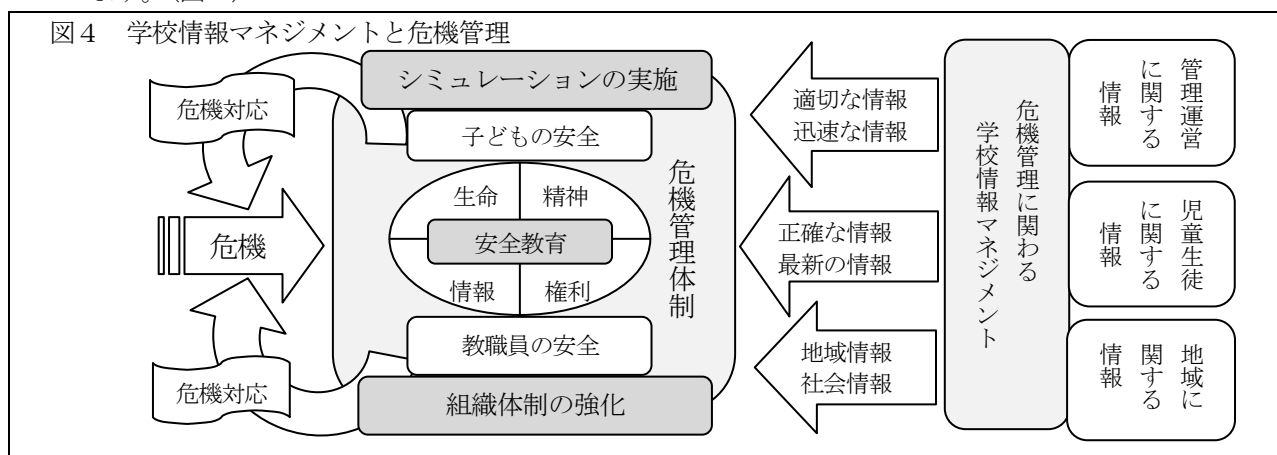 図４　学校情報マネジメントと危機管理
危機対応
危機
危機対応
シミュレーションの実施
子どもの安全
生命
精神
安全教育
情報
権利
教職員の安全
組織体制の強化
危機管理体制
適切な情報
迅速な情報
正確な情報
最新の情報
地域情報
社会情報
危機管理に関わる
学校情報マネジメント
管理運営
に関する
情報
児童生徒
に関する
情報
地域に
関する
情報